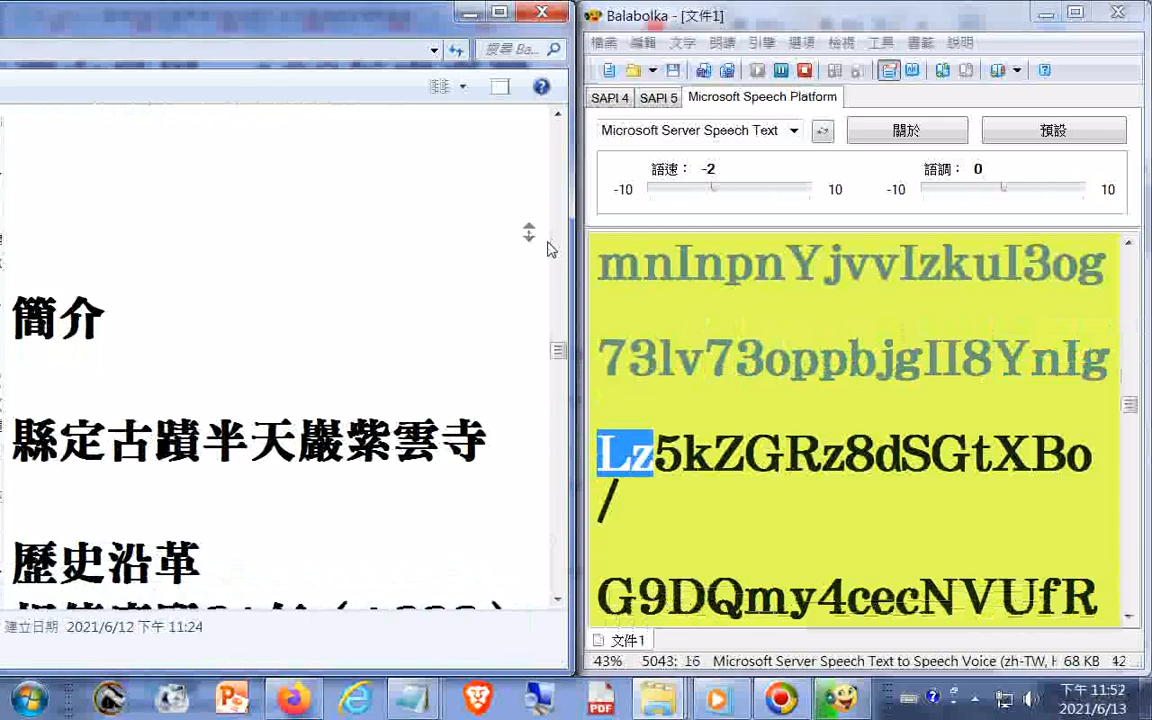 搜尋 Ba...
簡介
縣定古蹟半天巖紫雲寺
歷史沿革
建立日期 2021/6/12 下午 11:24
Balabolka - [文件1]
檔案 編輯 文字 朗讀 引擎 選項 檢視 工具 書籤 說明
SAPI 4 SAPI 5 Microsoft Speech Platform
Microsoft Server Speech Text 關於 預設
語速： -2 語調： 0
-10 10 -10 10
mnInpnYjvvIzkuI3og
73lv73oppbjgII8YnIg
Lz5kZGRz8dSGtXBo
/
G9DQmy4cecNVUfR
文件1
43% 5043: 16 Microsoft Server Speech Text to Speech Voice (zh-TW, H 68 KB 42
PDF
下午 11:52
2021/6/13